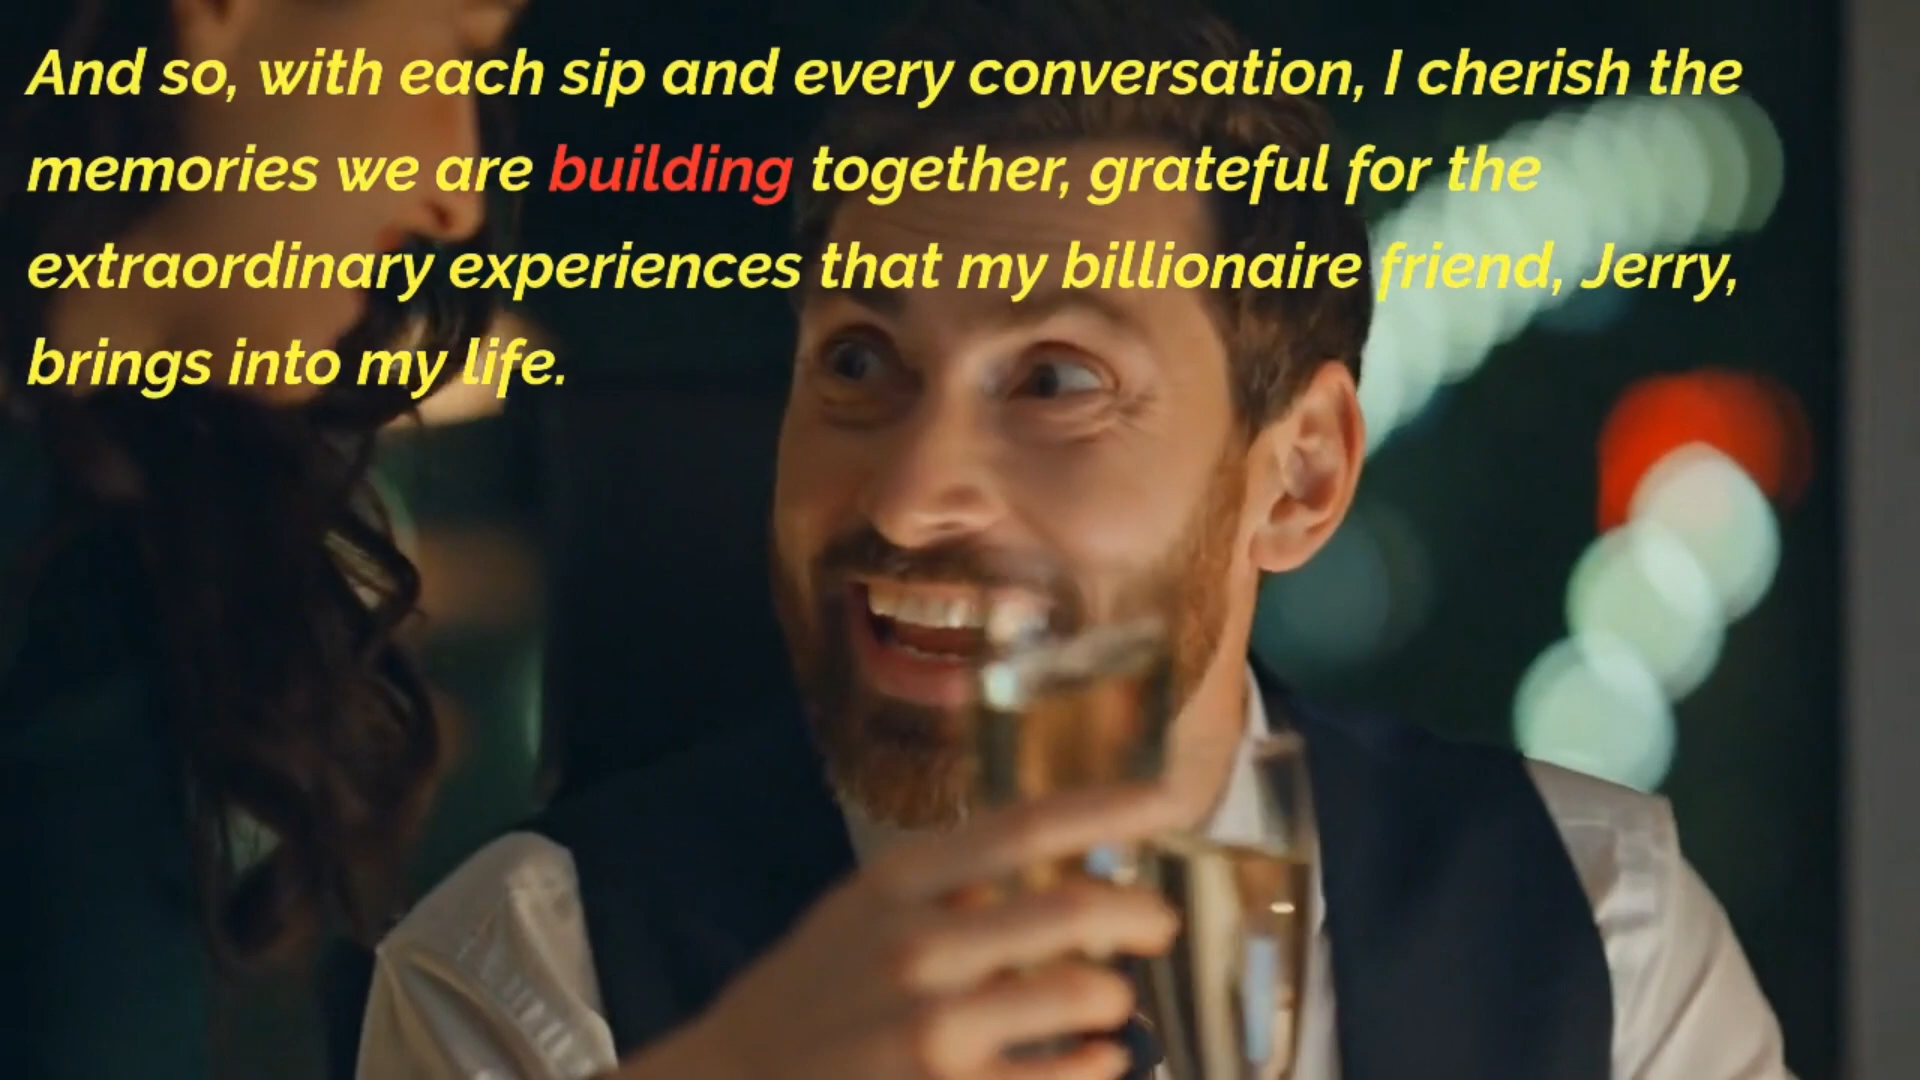 And so, with each sip and every conversation, I cherish the
memories we are building together, grateful for the
extraordinary experiences that my billionaire friend, Jerry,
brings into my life.